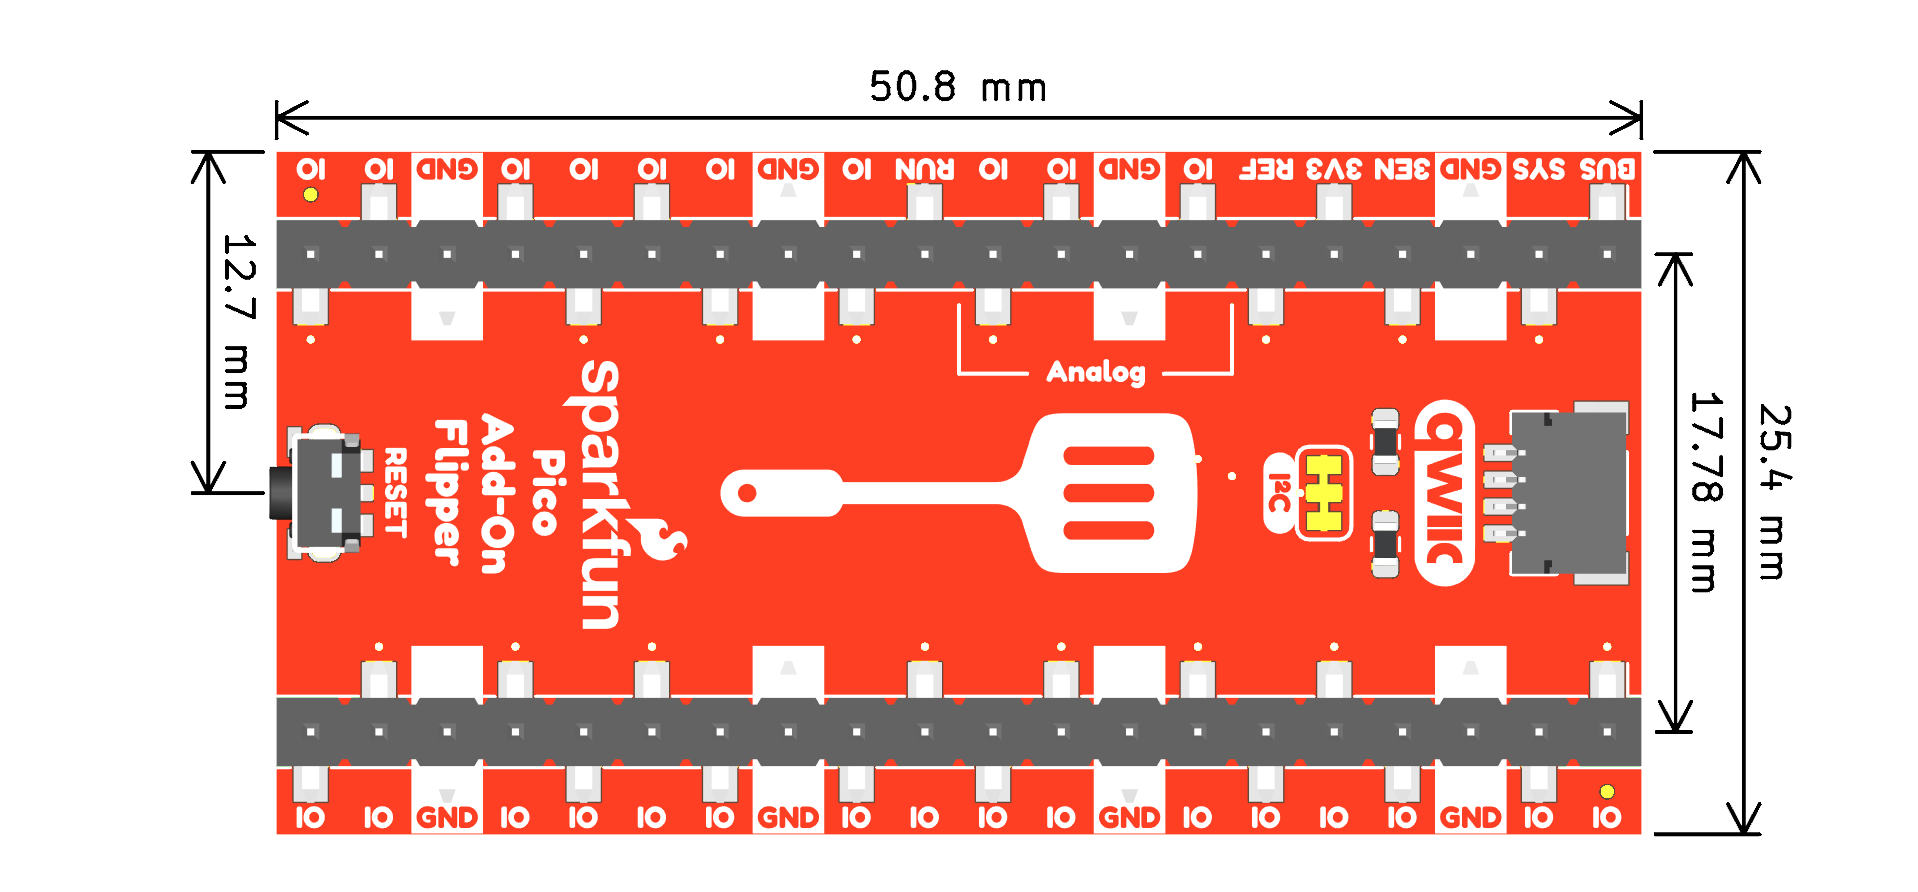 50.8 mm
IO IO GND IO IO IO IO GND IO RUN IO IO GND IO REF 3V3 3EN GND SYS BUS
12.7 mm
Analog
RESET
Flipper
Add-On
Pico
sparkfun
I²C
qwiic
17.78 mm
25.4 mm
IO IO GND IO IO IO IO GND IO IO IO IO GND IO IO IO IO GND IO IO